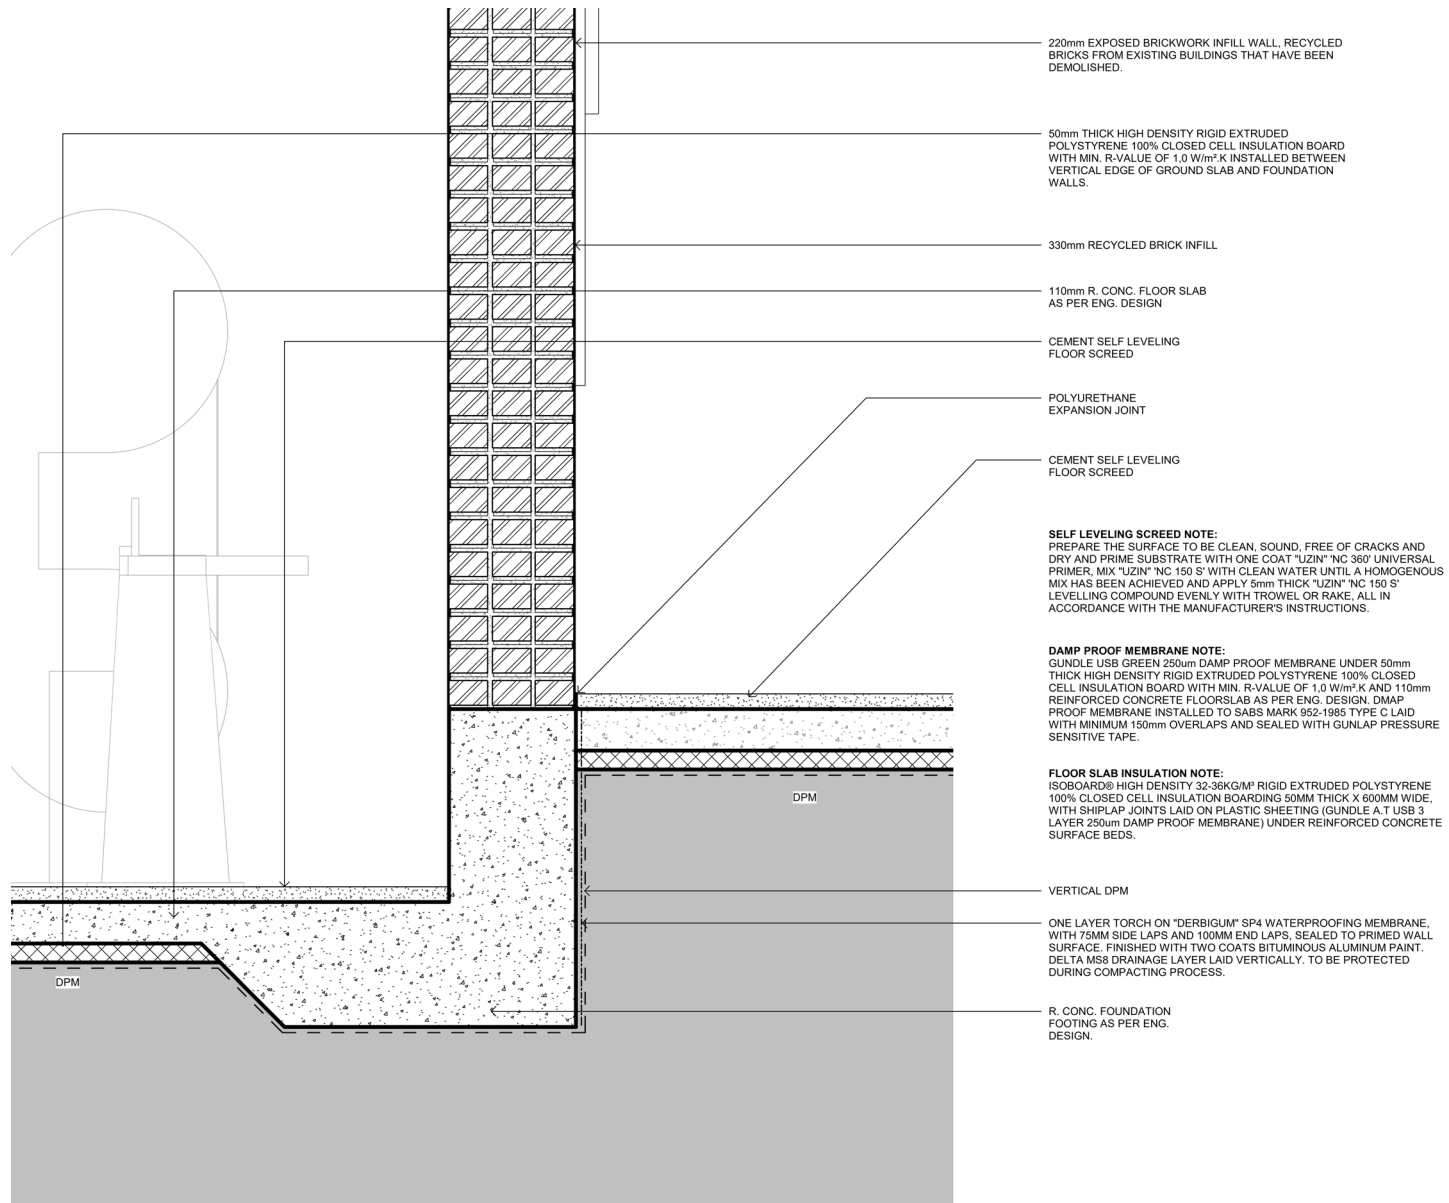 220mm EXPOSED BRICKWORK INFILL WALL, RECYCLED
BRICKS FROM EXISTING BUILDINGS THAT HAVE BEEN
DEMOLISHED.
50mm THICK HIGH DENSITY RIGID EXTRUDED
POLYSTYRENE 100% CLOSED CELL INSULATION BOARD
WITH MIN. R-VALUE OF 1,0 W/m².K INSTALLED BETWEEN
VERTICAL EDGE OF GROUND SLAB AND FOUNDATION
WALLS.
330mm RECYCLED BRICK INFILL
110mm R. CONC. FLOOR SLAB
AS PER ENG. DESIGN
CEMENT SELF LEVELING
FLOOR SCREED
POLYURETHANE
EXPANSION JOINT
CEMENT SELF LEVELING
FLOOR SCREED
SELF LEVELING SCREED NOTE:
PREPARE THE SURFACE TO BE CLEAN, SOUND, FREE OF CRACKS AND
DRY AND PRIME SUBSTRATE WITH ONE COAT "UZIN" 'NC 360' UNIVERSAL
PRIMER, MIX "UZIN" 'NC 150 S' WITH CLEAN WATER UNTIL A HOMOGENOUS
MIX HAS BEEN ACHIEVED AND APPLY 5mm THICK "UZIN" 'NC 150 S'
LEVELLING COMPOUND EVENLY WITH TROWEL OR RAKE, ALL IN
ACCORDANCE WITH THE MANUFACTURER'S INSTRUCTIONS.
DAMP PROOF MEMBRANE NOTE:
GUNDLE USB GREEN 250um DAMP PROOF MEMBRANE UNDER 50mm
THICK HIGH DENSITY RIGID EXTRUDED POLYSTYRENE 100% CLOSED
CELL INSULATION BOARD WITH MIN. R-VALUE OF 1,0 W/m².K AND 110mm
REINFORCED CONCRETE FLOORSLAB AS PER ENG. DESIGN. DMAP
PROOF MEMBRANE INSTALLED TO SABS MARK 952-1985 TYPE C LAID
WITH MINIMUM 150mm OVERLAPS AND SEALED WITH GUNLAP PRESSURE
SENSITIVE TAPE.
FLOOR SLAB INSULATION NOTE:
ISOBOARD® HIGH DENSITY 32-36KG/M³ RIGID EXTRUDED POLYSTYRENE
100% CLOSED CELL INSULATION BOARDING 50MM THICK X 600MM WIDE,
WITH SHIPLAP JOINTS LAID ON PLASTIC SHEETING (GUNDLE A.T USB 3
LAYER 250um DAMP PROOF MEMBRANE) UNDER REINFORCED CONCRETE
SURFACE BEDS.
DPM
VERTICAL DPM
ONE LAYER TORCH ON "DERBIGUM" SP4 WATERPROOFING MEMBRANE,
WITH 75MM SIDE LAPS AND 100MM END LAPS, SEALED TO PRIMED WALL
SURFACE. FINISHED WITH TWO COATS BITUMINOUS ALUMINUM PAINT.
DELTA MS8 DRAINAGE LAYER LAID VERTICALLY. TO BE PROTECTED
DURING COMPACTING PROCESS.
DPM
R. CONC. FOUNDATION
FOOTING AS PER ENG.
DESIGN.